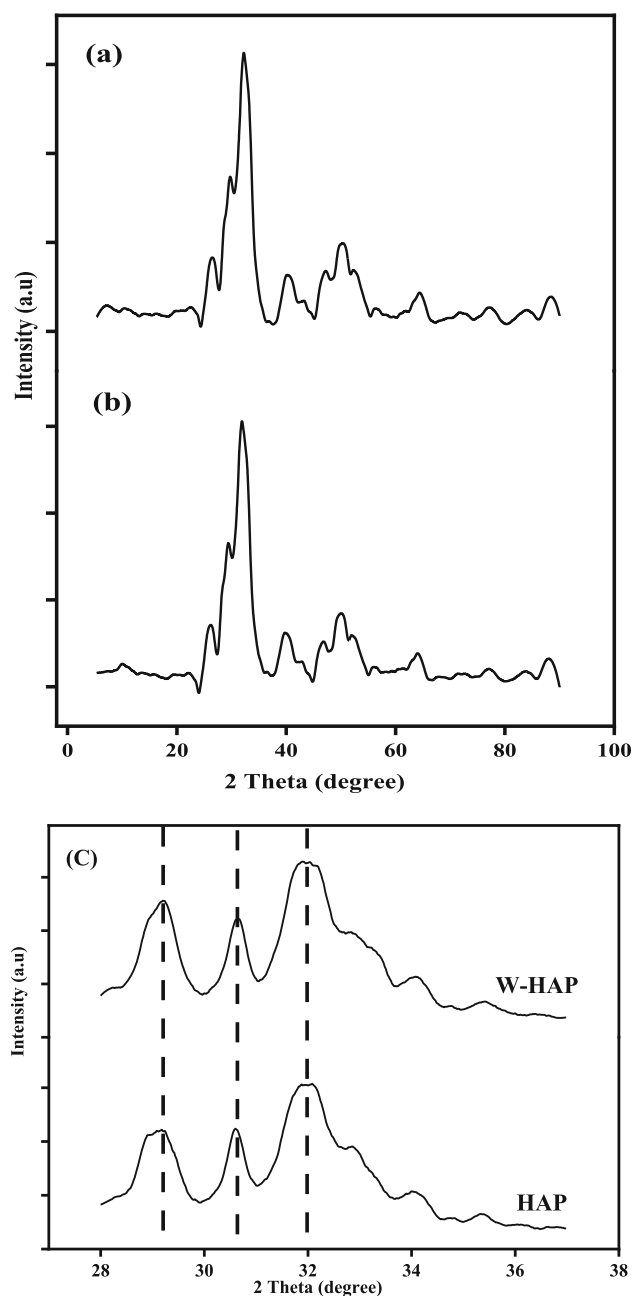 (a)
(b)
Intensity (a.u)
0 20 40 60 80 100
2 Theta (degree)
(C)
W-HAP
HAP
Intensity (a.u)
28 30 32 34 36 38
2 Theta (degree)